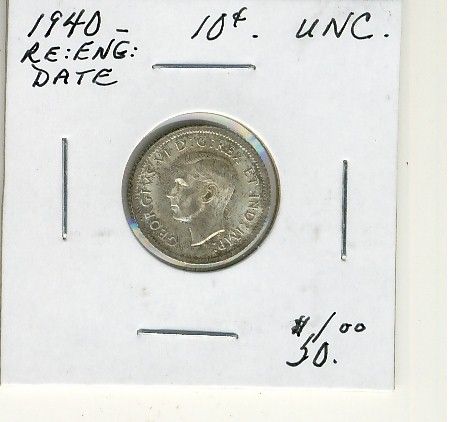 1940 - 10¢. UNC.
RE:ENG:
DATE
GEORGIVS VI D:G:REX ET IND:IMP:
$1/00
50.